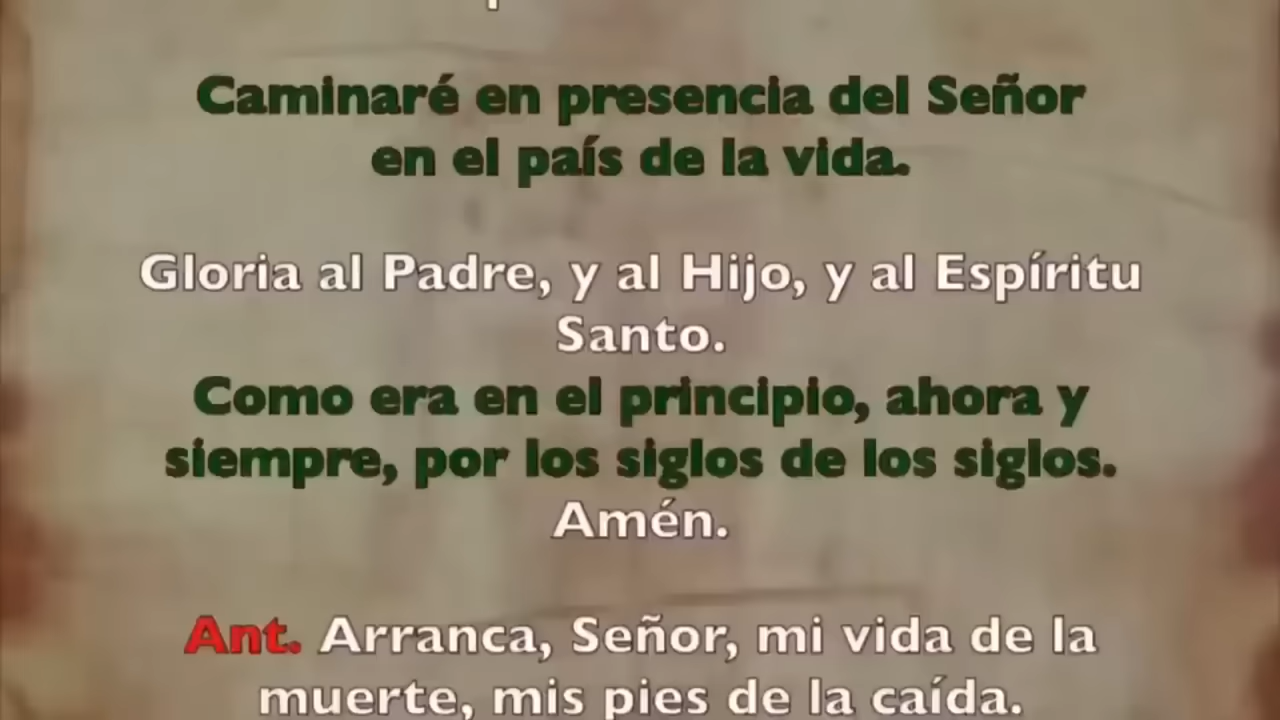 Caminaré en presencia del Señor
en el país de la vida.
Gloria al Padre, y al Hijo, y al Espíritu
Santo.
Como era en el principio, ahora y
siempre, por los siglos de los siglos.
Amén.
Ant. Arranca, Señor, mi vida de la
muerte, mis pies de la caída.